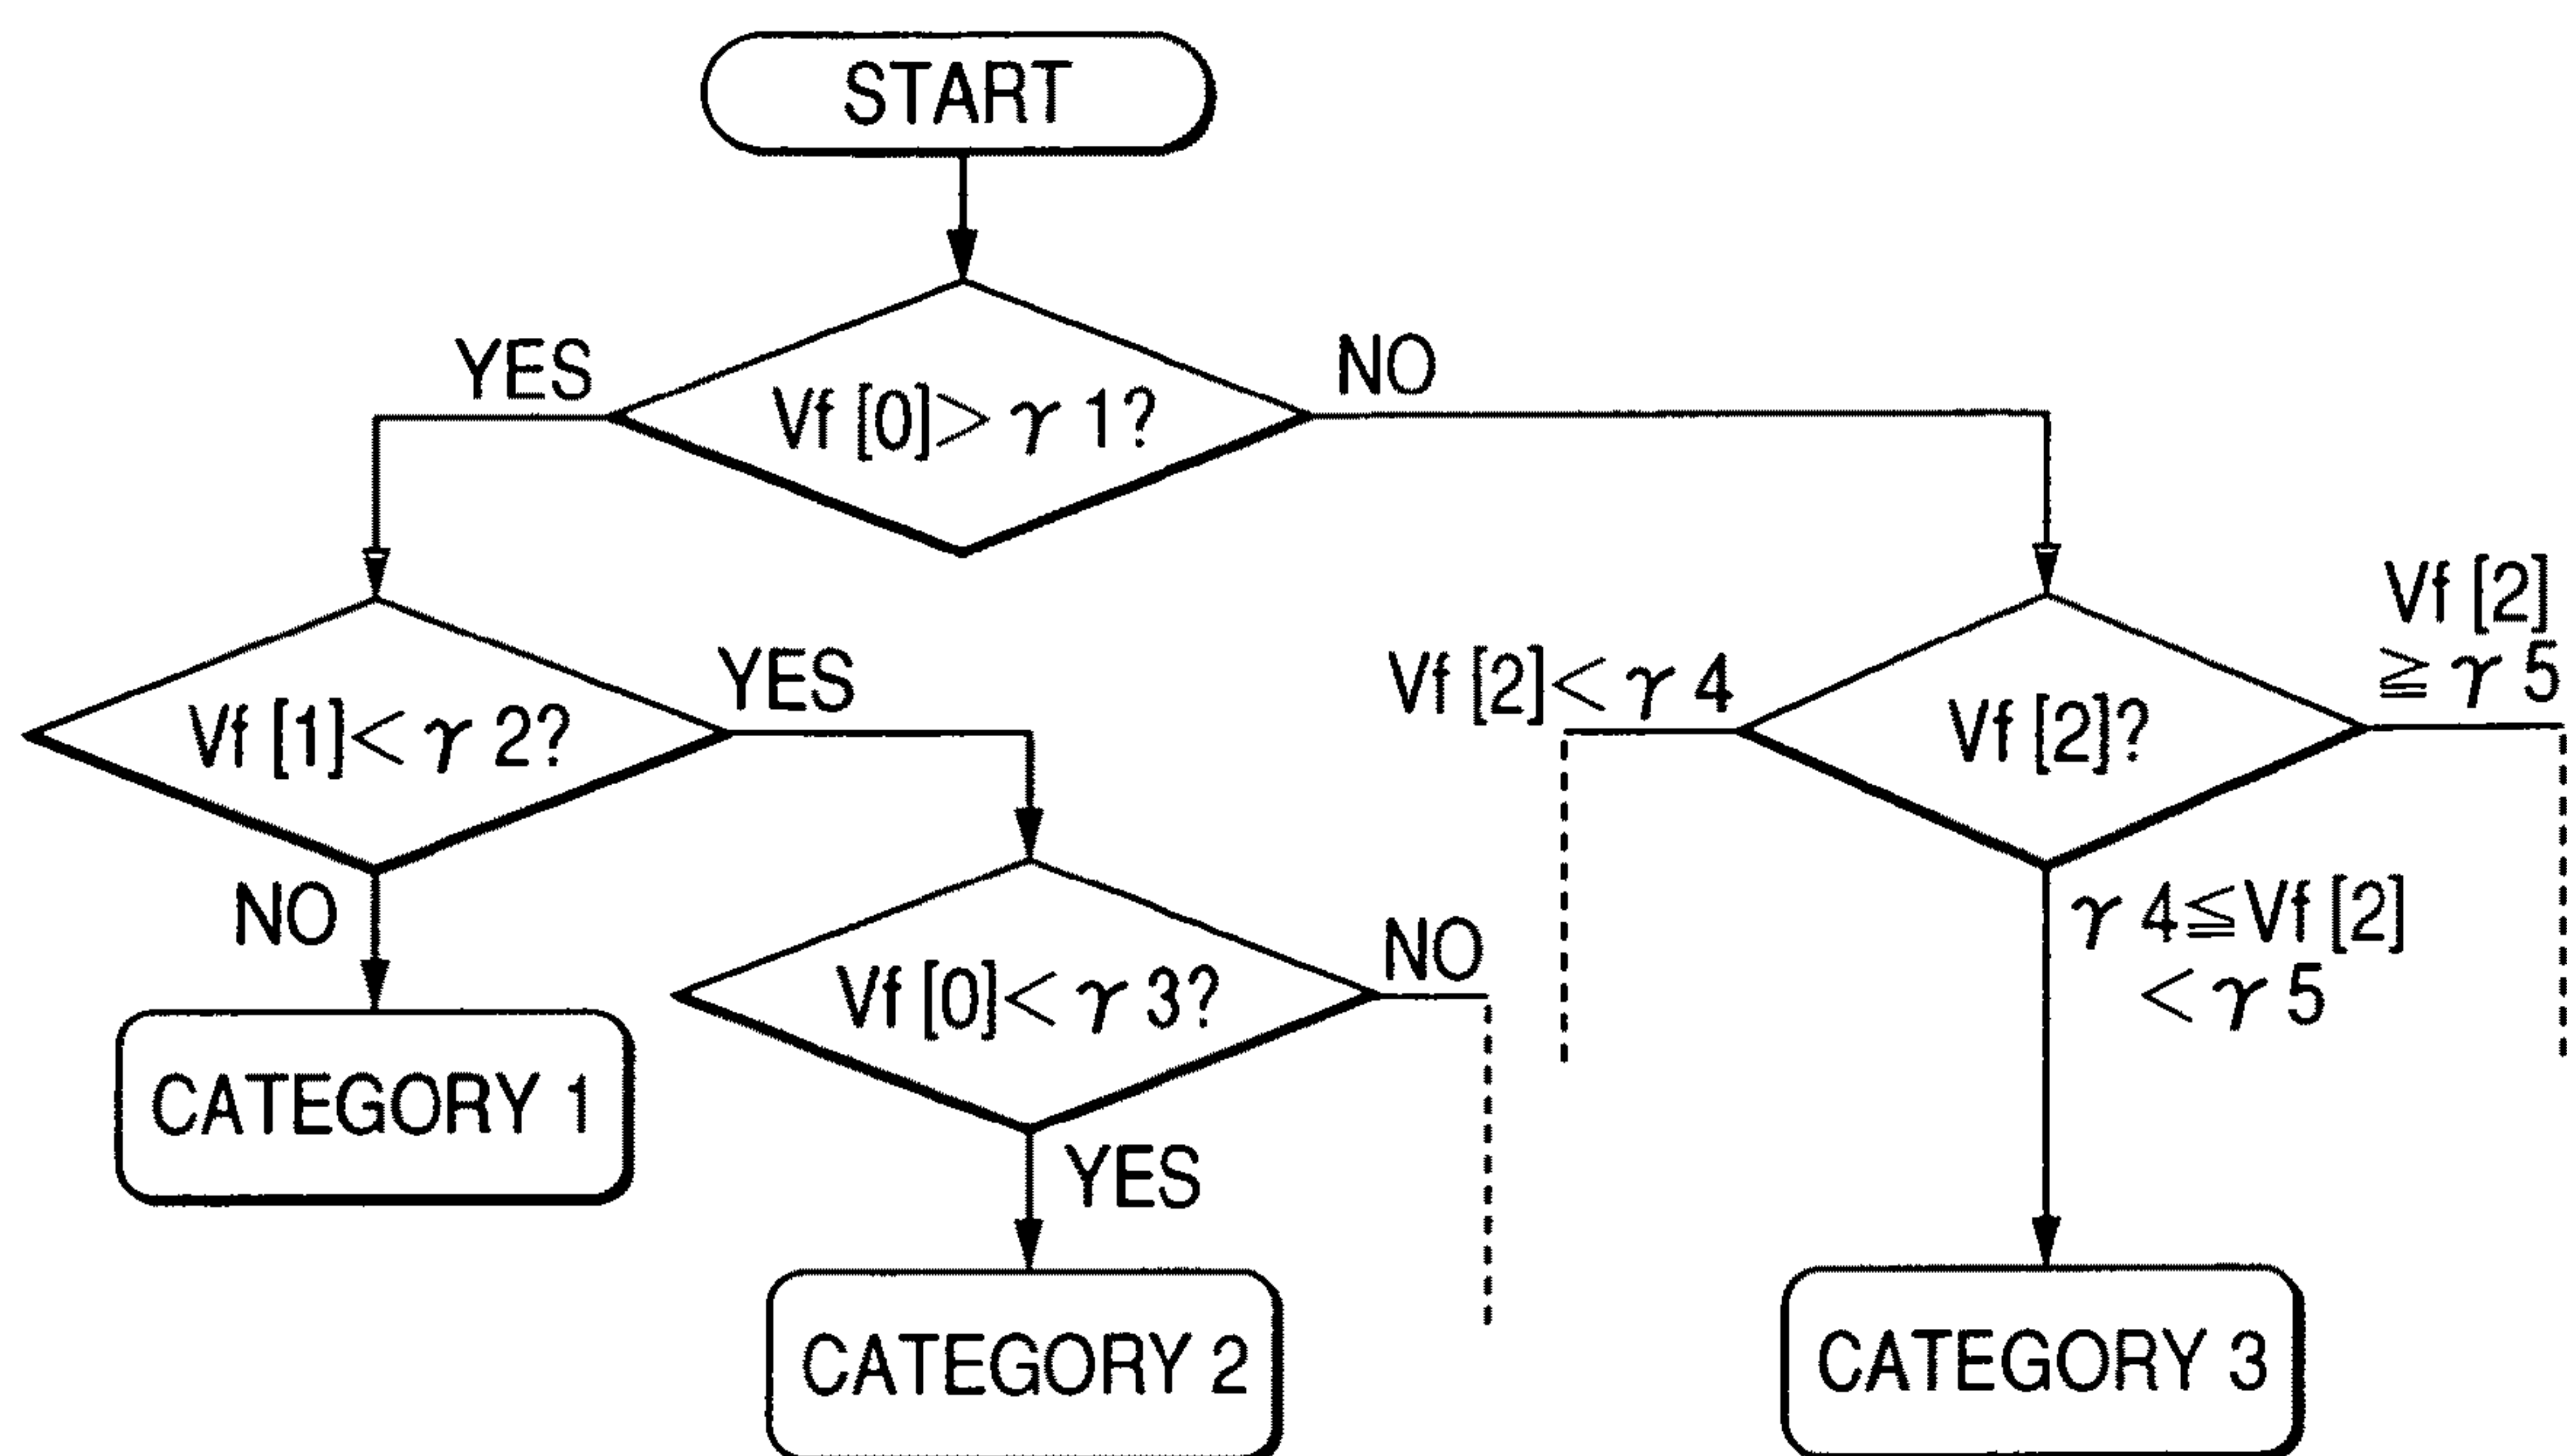 START
YES
Vf [0]> γ 1?
NO
Vf [1]< γ 2?
YES
Vf [2]< γ 4
Vf [2]?
Vf [2]
≧ γ 5
NO
Vf [0]< γ 3?
NO
γ 4≦Vf [2]
< γ 5
CATEGORY 1
YES
CATEGORY 2
CATEGORY 3